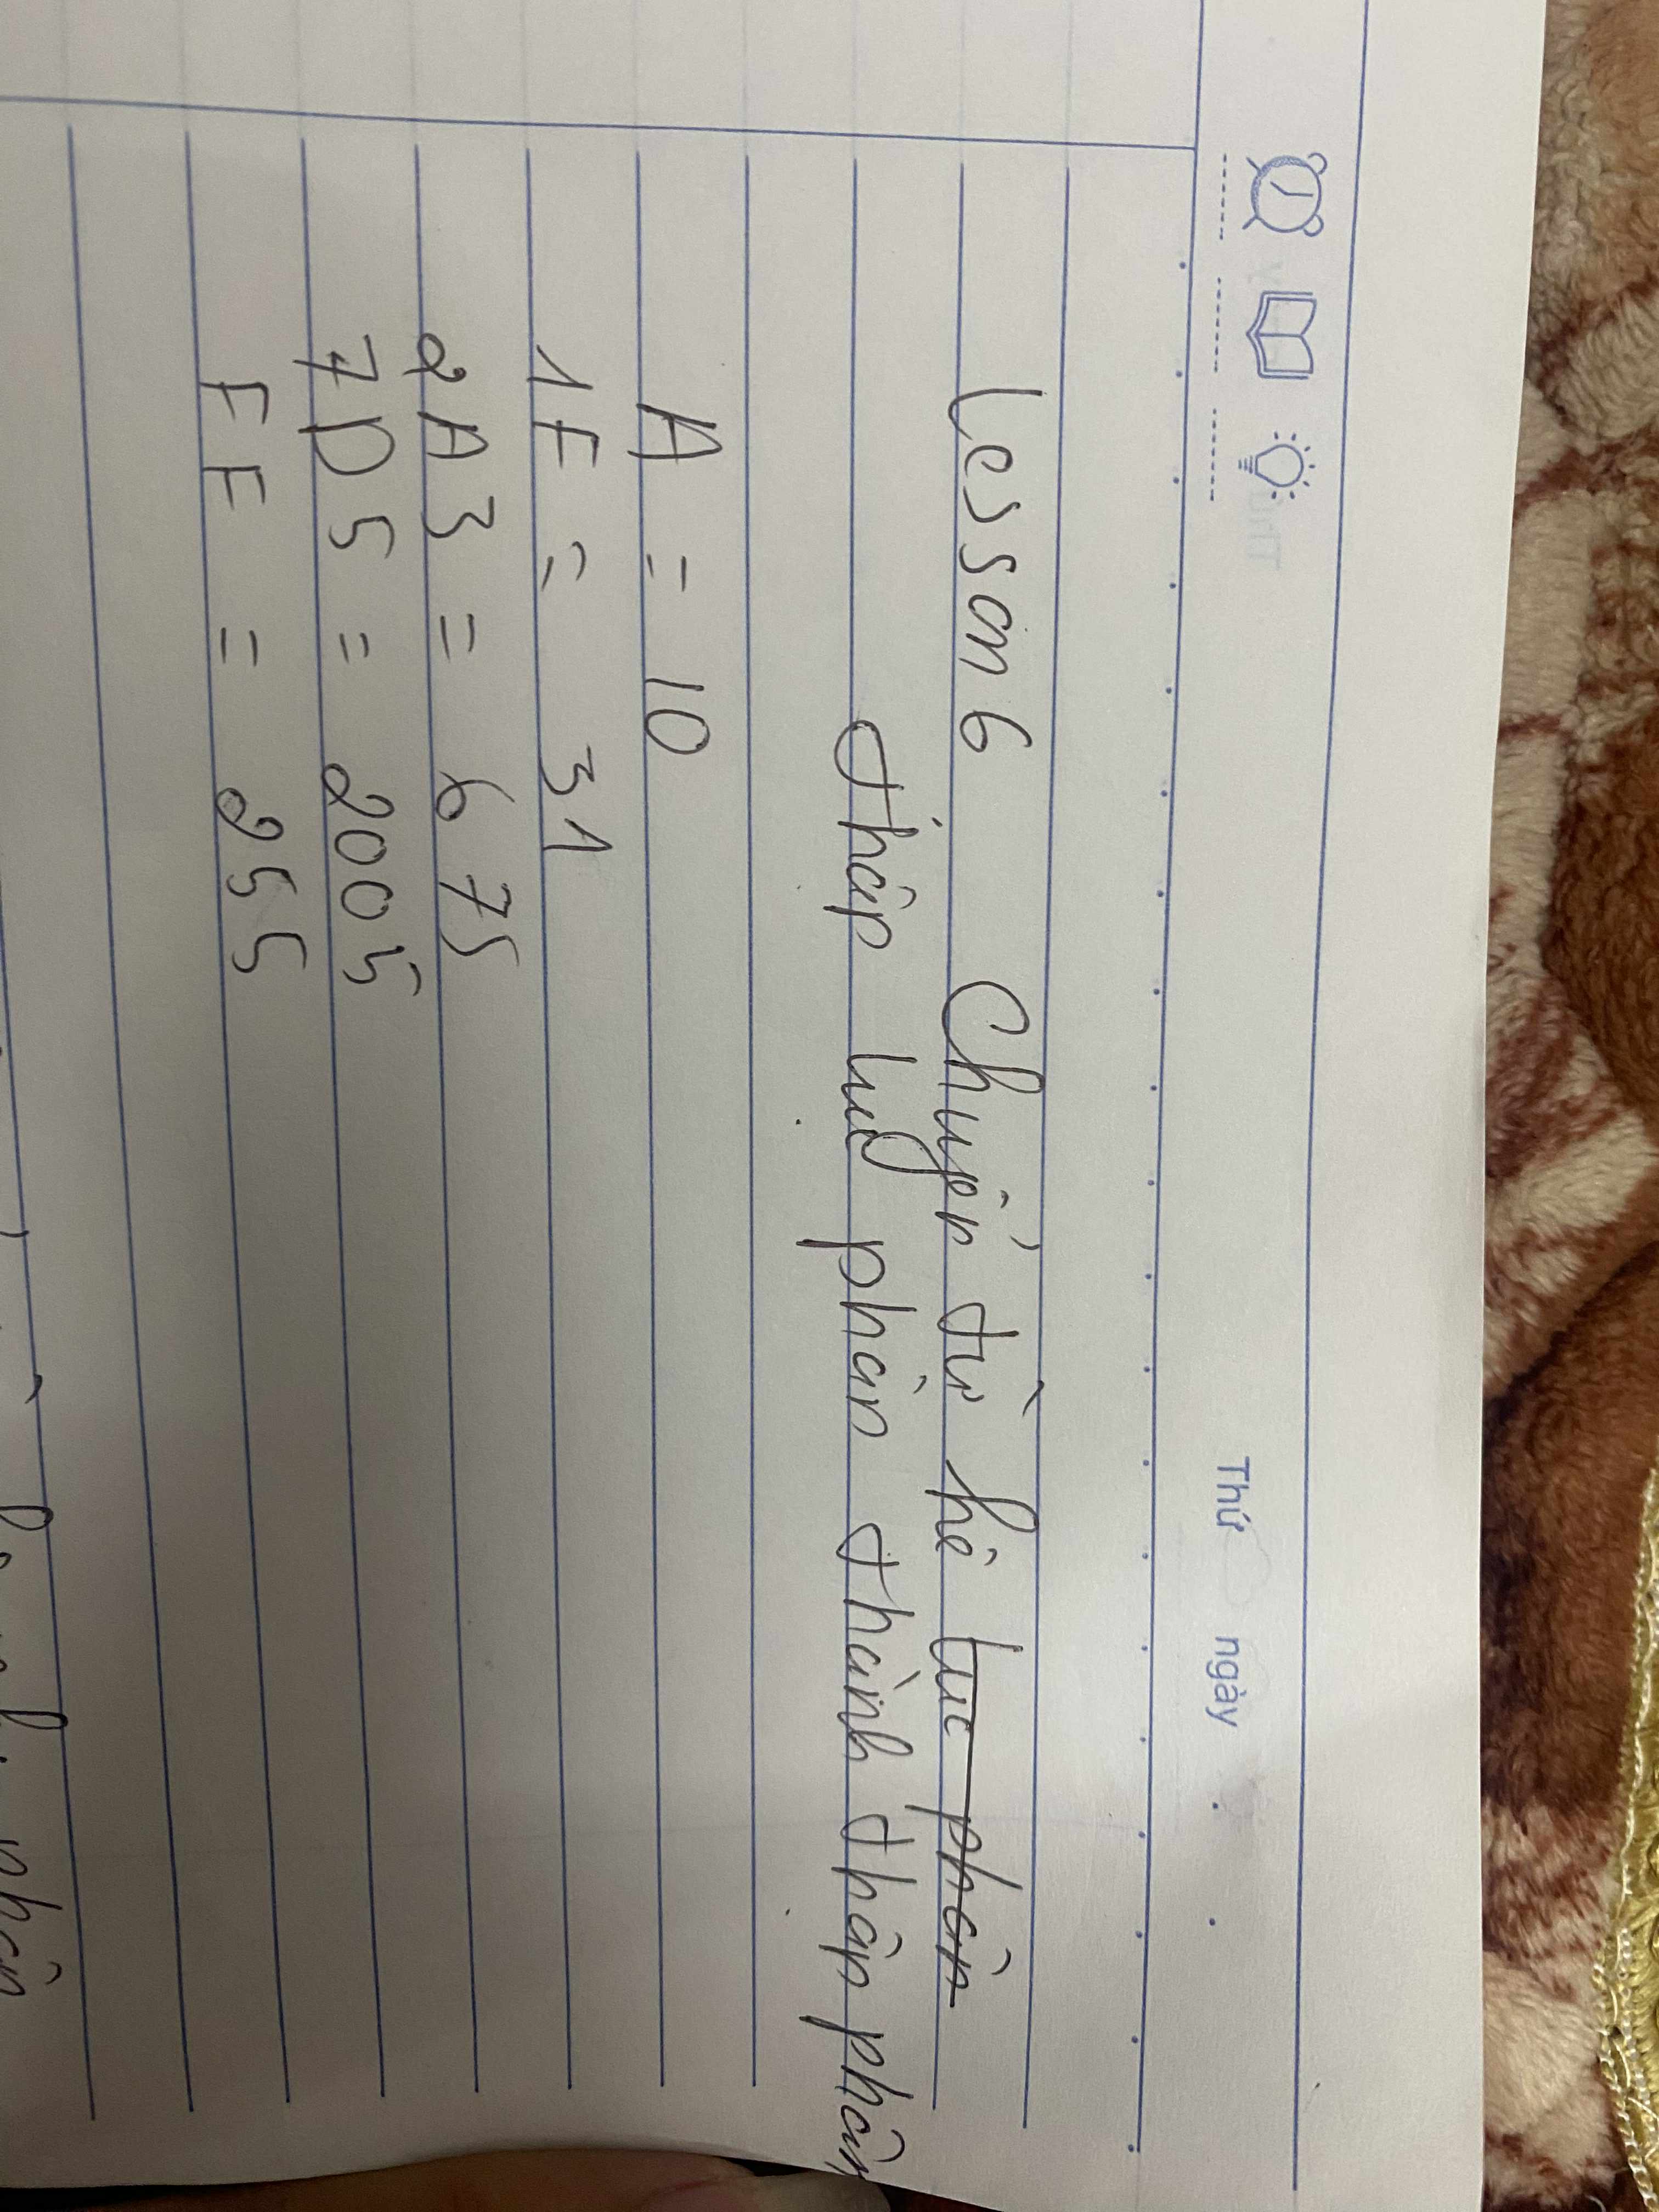 Thứ ngày
Lesson 6 Chuyển từ hệ lục phân
thập lục phân thành thập phân
A = 10
1F = 31
2A3 = 675
7D5 = 2005
FF = 255